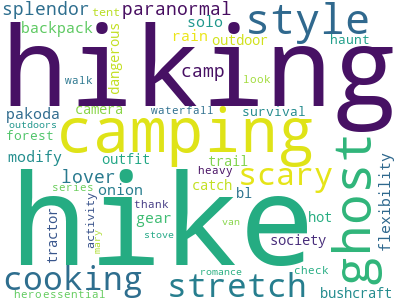 splendor
paranormal
style
backpack
tent
dangerous
solo
rain
outdoor
haunt
hiking
walk
camp
look
pakoda
camera
waterfall
survival
outdoors
forest
camping
ghost
modify
outfit
trail
scary
flexibility
lover
onion
series
catch
heavy
bl
hike
gear
thank
hot
tractor
activity
mary
stove
van
society
cooking
stretch
romance
check
heroessential
bushcraft